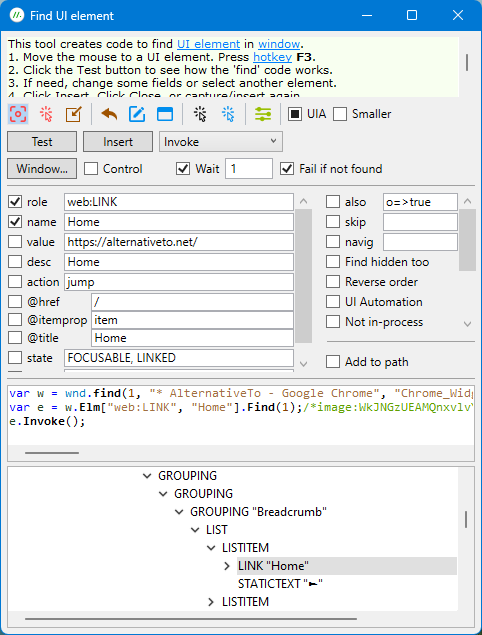 Find UI element
This tool creates code to find UI element in window.
1. Move the mouse to a UI element. Press hotkey F3.
2. Click the Test button to see how the 'find' code works.
3. If need, change some fields or select another element.
4. Click Insert. Click Close, or capture/insert again.
UIA Smaller
Test Insert Invoke
Window... Control Wait 1 Fail if not found
role web:LINK also o=>true
name Home skip
value https://alternativeto.net/ navig
desc Home Find hidden too
action jump Reverse order
@href / UI Automation
@itemprop item Not in-process
@title Home
state FOCUSABLE, LINKED Add to path
var w = wnd.find(1, "* AlternativeTo - Google Chrome", "Chrome_Widg
var e = w.Elm["web:LINK", "Home"].Find(1);/*image:WkJNGzUEAMQnxvlv
e.Invoke();
GROUPING
GROUPING
GROUPING "Breadcrumb"
LIST
LISTITEM
LINK "Home"
STATICTEXT "►"
LISTITEM